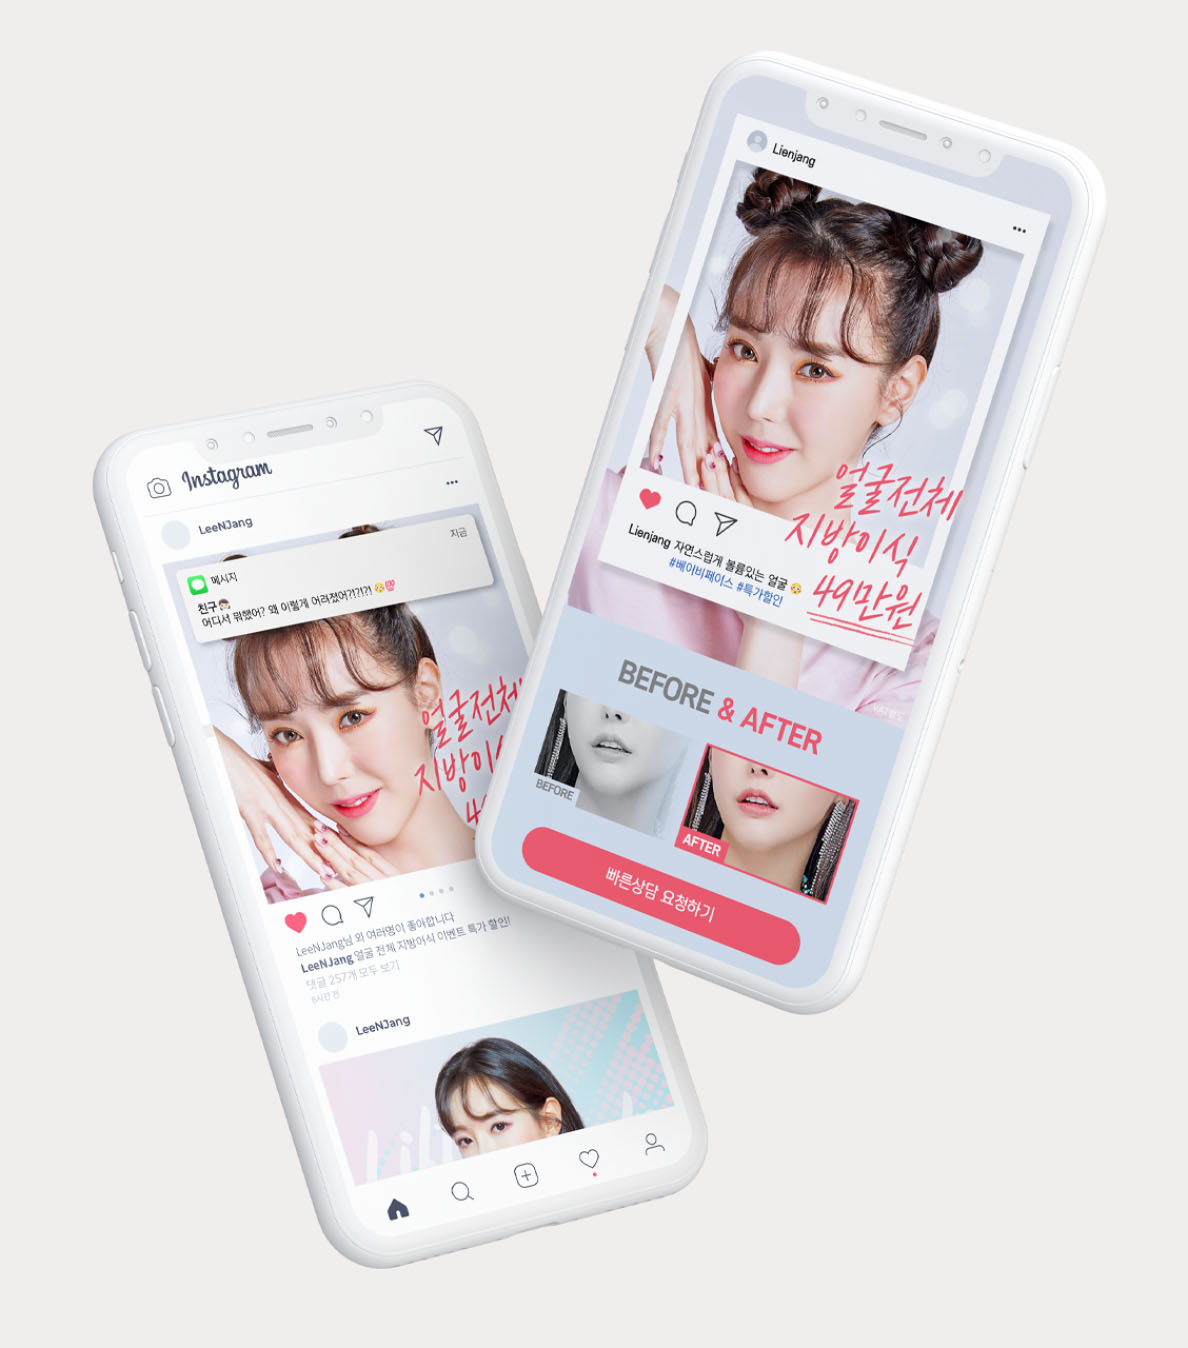 Instagram
LeeNJang
메시지
지금
친구
어디서 뭐했어? 왜 이렇게 어려졌어?!?!?!
얼굴전체
지방이식
LeeNJang님 외 여러명이 좋아합니다
LeeNJang 얼굴 전체 지방이식 이벤트 특가 할인!
댓글 257개 모두 보기
8시간 전
LeeNJang
Lienjang
얼굴전체
지방이식
49만원
Lienjang 자연스럽게 볼륨있는 얼굴
#베이비페이스 #특가할인
VAT별도
BEFORE & AFTER
BEFORE
AFTER
빠른상담 요청하기